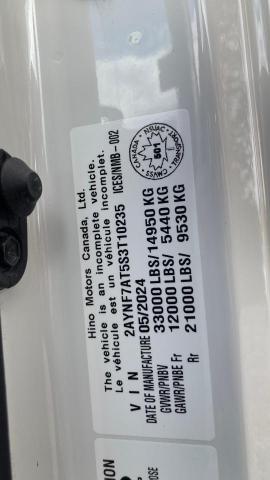 Hino Motors Canada, Ltd.
The vehicle is an incomplete vehicle.
Le véhicule est un véhicule incomplet.
V I N 2AYNF7AT5S3T10235 ICES/NMB-002
DATE OF MANUFACTURE 05/2024
GVWR/PNBV 33000 LBS/14950 KG
GAWR/PNBE Fr 12000 LBS/ 5440 KG
Rr 21000 LBS/ 9530 KG
CANADA
501
TRANSPORT